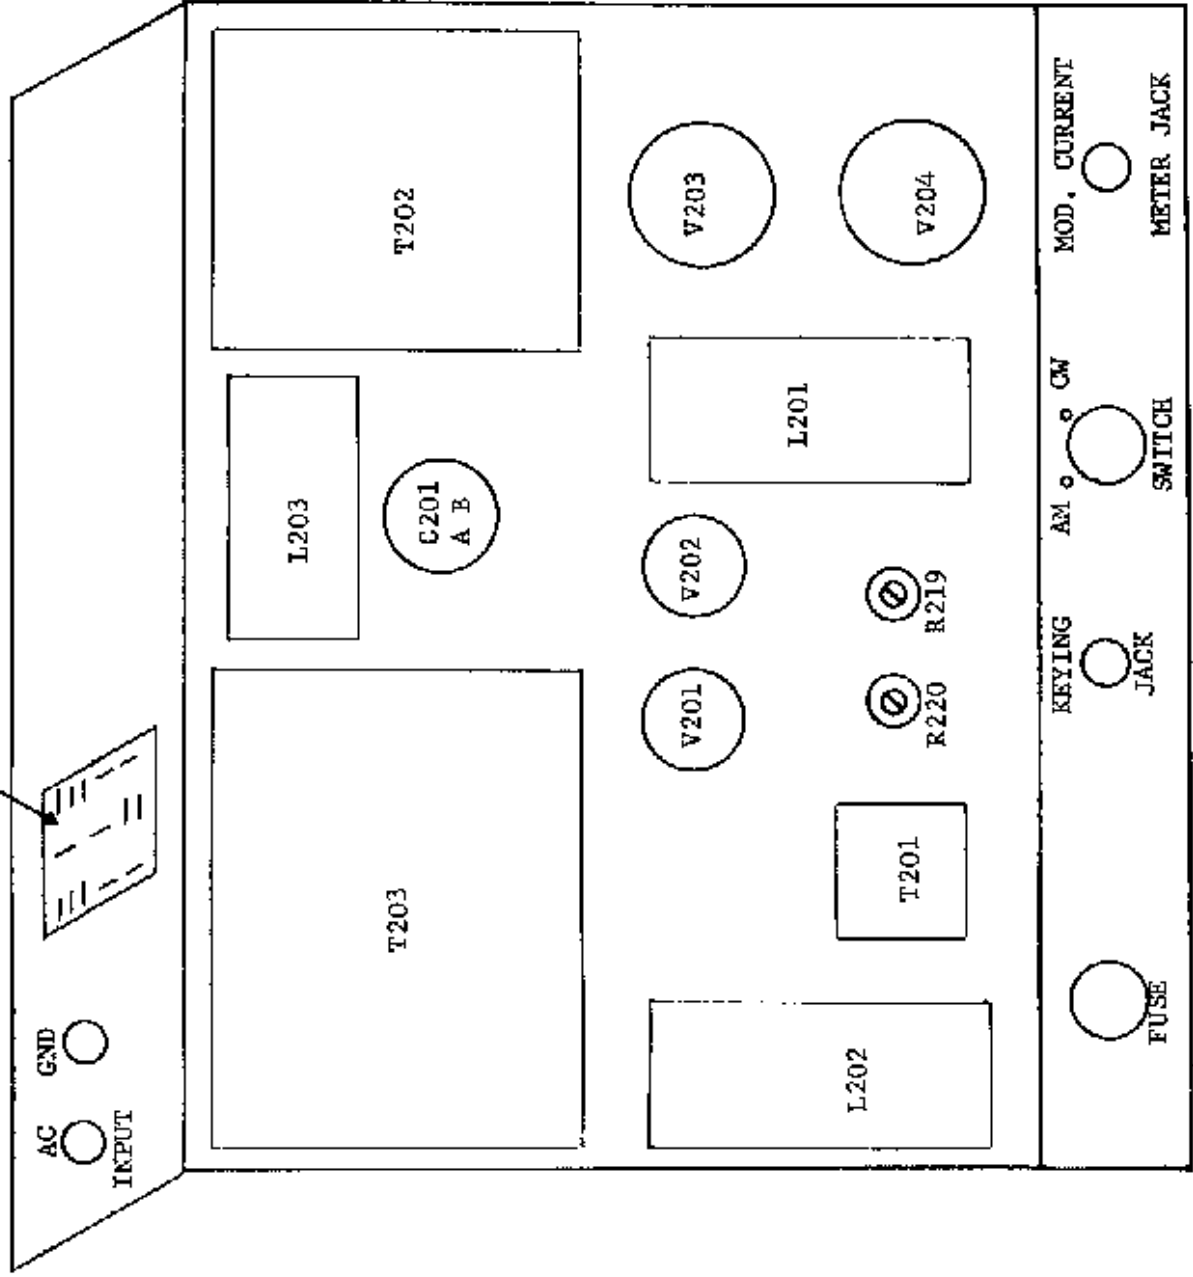 AC
GND
INPUT
T203
L203
T202
C201
A B
V201
V202
V203
L202
T201
R220
R219
L201
V204
FUSE
KEYING
JACK
AM
CW
SWITCH
MOD. CURRENT
METER JACK